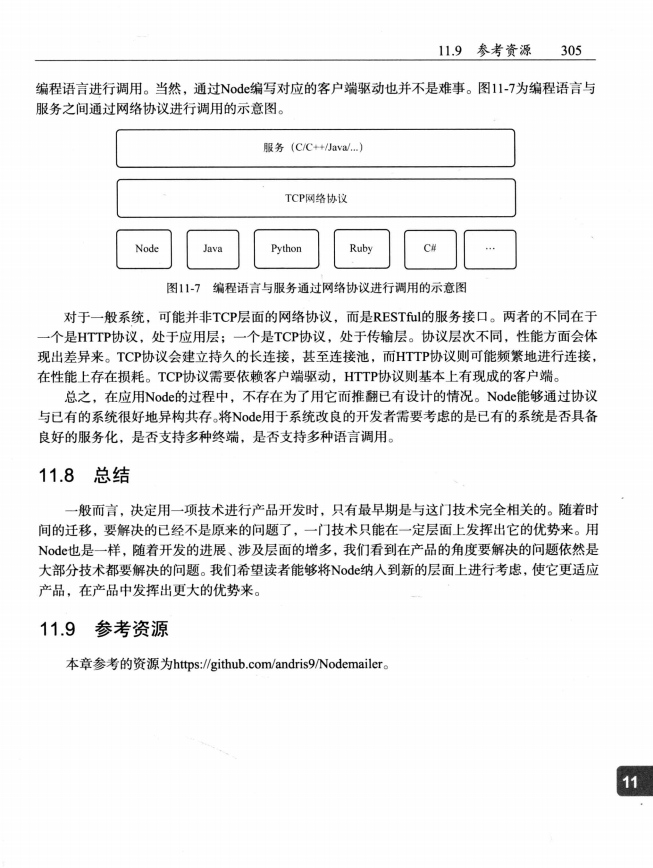 11.9 参考资源 305
编程语言进行调用。当然，通过Node编写对应的客户端驱动也并不是难事。图11-7为编程语言与
服务之间通过网络协议进行调用的示意图。
服务（C/C++/Java/...）
TCP网络协议
Node Java Python Ruby C# …
图11-7 编程语言与服务通过网络协议进行调用的示意图
对于一般系统，可能并非TCP层面的网络协议，而是RESTful的服务接口。两者的不同在于
一个是HTTP协议，处于应用层；一个是TCP协议，处于传输层。协议层次不同，性能方面会体
现出差异来。TCP协议会建立持久的长连接，甚至连接池，而HTTP协议则可能频繁地进行连接，
在性能上存在损耗。TCP协议需要依赖客户端驱动，HTTP协议则基本上有现成的客户端。
总之，在应用Node的过程中，不存在为了用它而推翻已有设计的情况。Node能够通过协议
与已有的系统很好地异构共存。将Node用于系统改良的开发者需要考虑的是已有的系统是否具备
良好的服务化，是否支持多种终端，是否支持多种语言调用。
11.8 总结
一般而言，决定用一项技术进行产品开发时，只有最早期是与这门技术完全相关的。随着时
间的迁移，要解决的已经不是原来的问题了，一门技术只能在一定层面上发挥出它的优势来。用
Node也是一样，随着开发的进展、涉及层面的增多，我们看到在产品的角度要解决的问题依然是
大部分技术都要解决的问题。我们希望读者能够将Node纳入到新的层面上进行考虑，使它更适应
产品，在产品中发挥出更大的优势来。
11.9 参考资源
本章参考的资源为https://github.com/andris9/Nodemailer。
11